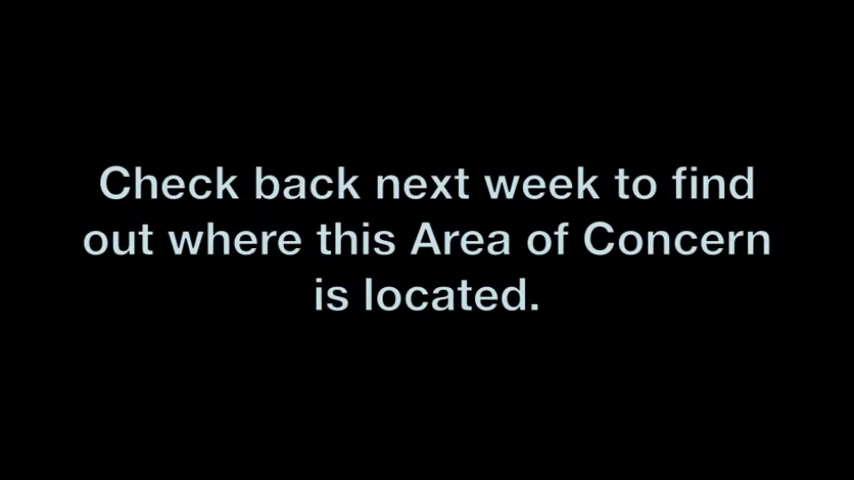 Check back next week to find
out where this Area of Concern
is located.